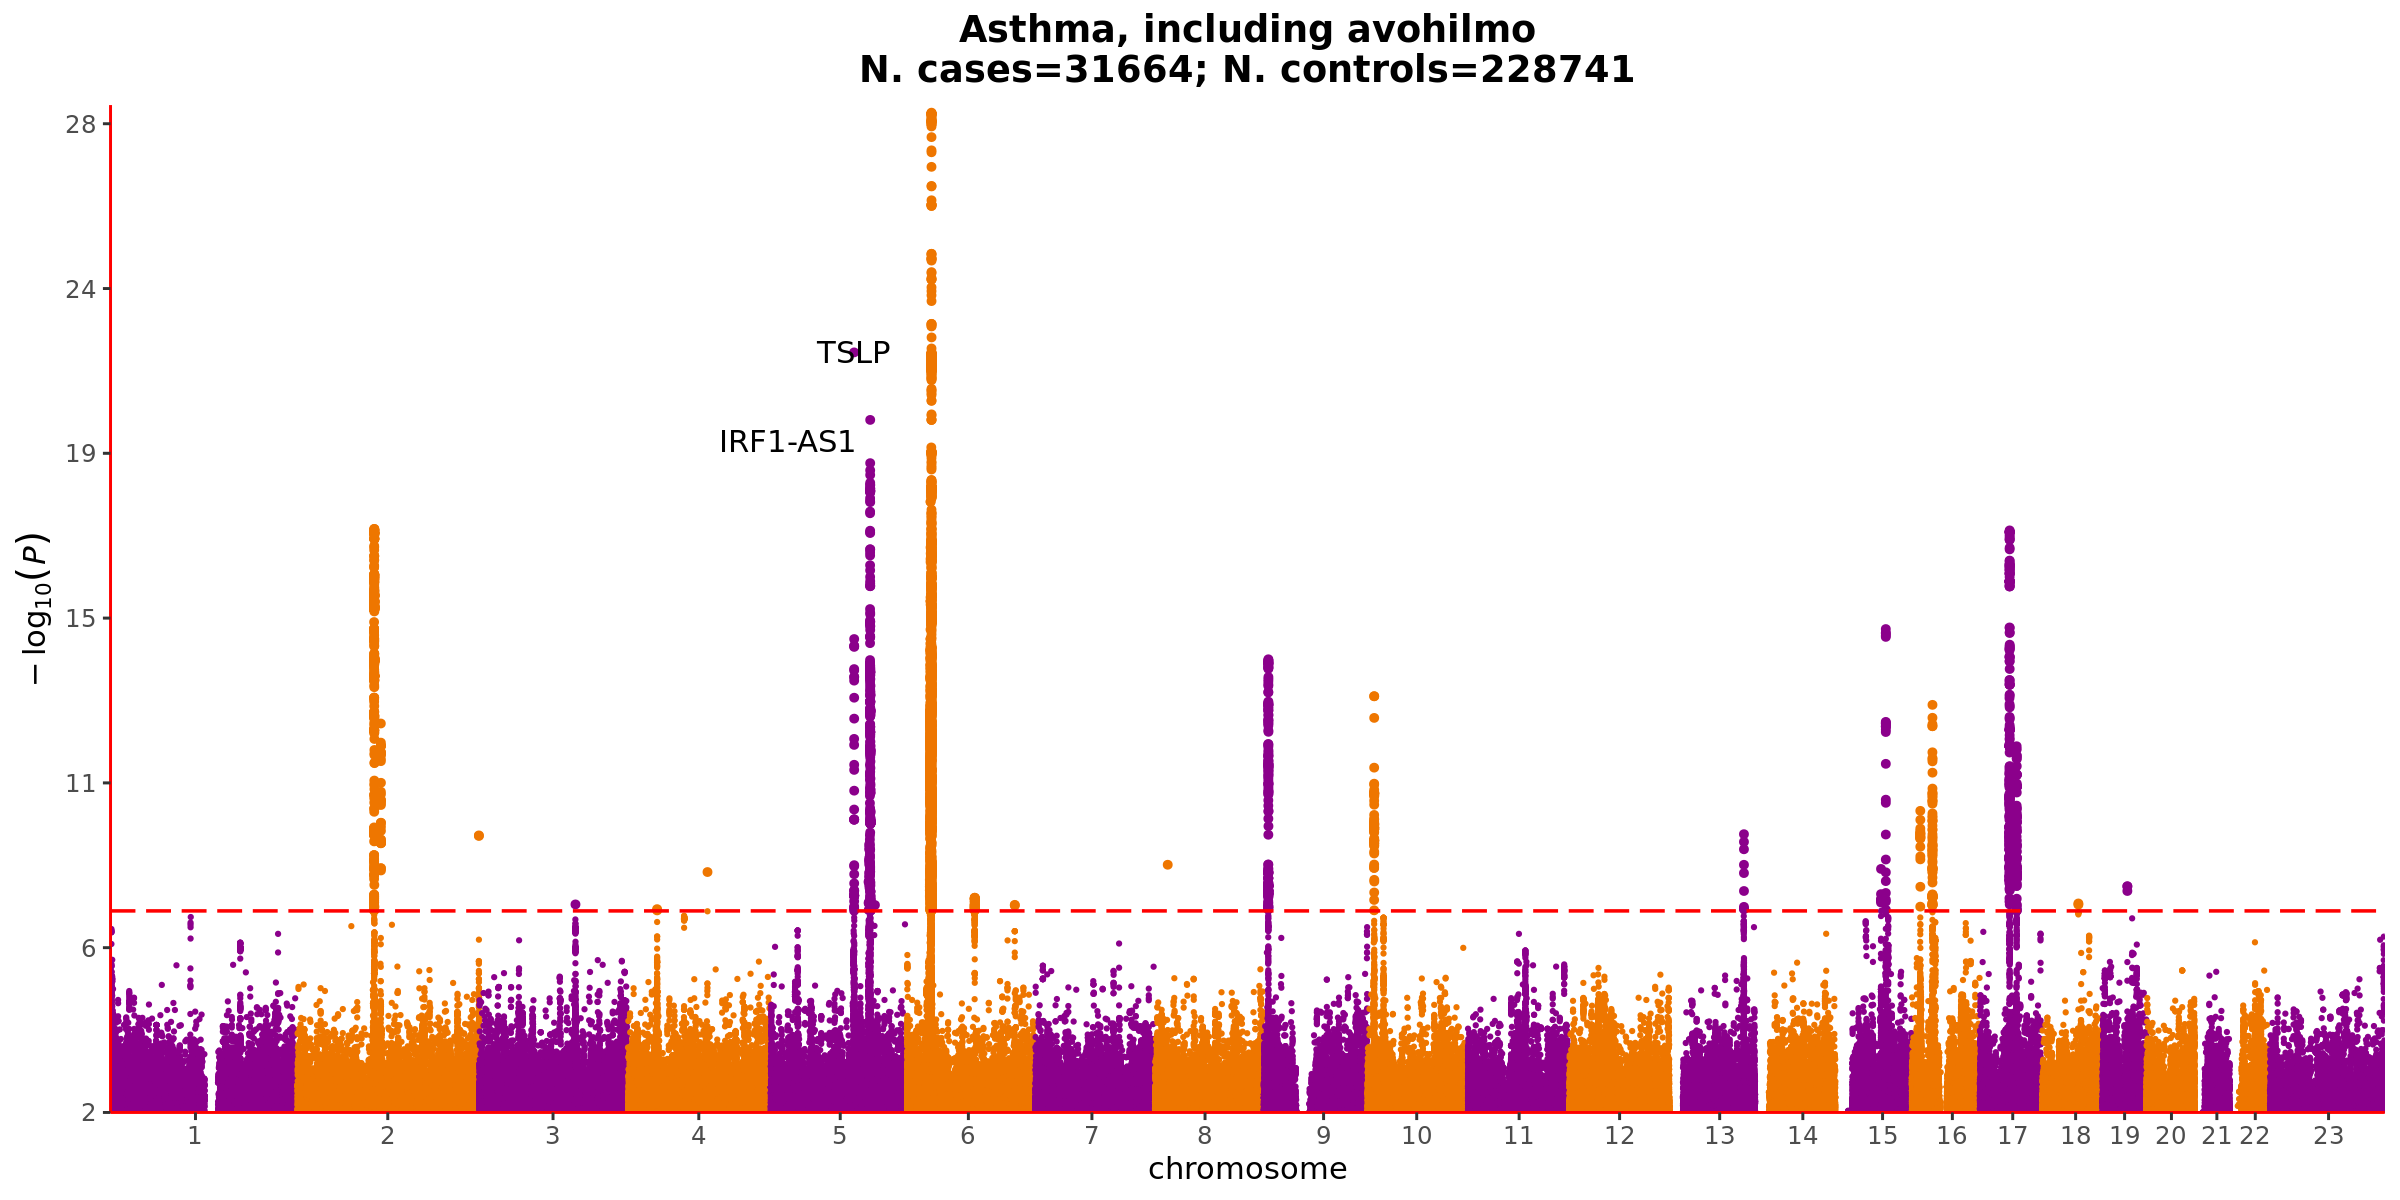 Asthma, including avohilmo
N. cases=31664; N. controls=228741
28
24
19
15
11
6
2
− log10(P)
TSLP
IRF1-AS1
1 2 3 4 5 6 7 8 9 10 11 12 13 14 15 16 17 18 19 20 21 22 23
chromosome